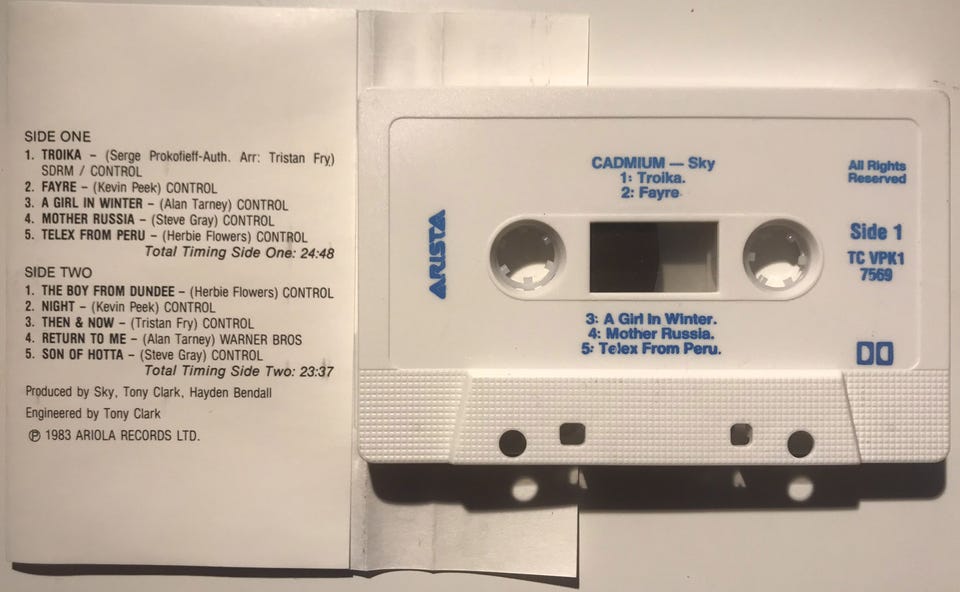 SIDE ONE
1. TROIKA – (Serge Prokofieff-Auth. Arr: Tristan Fry)
SDRM / CONTROL
2. FAYRE – (Kevin Peek) CONTROL
3. A GIRL IN WINTER – (Alan Tarney) CONTROL
4. MOTHER RUSSIA – (Steve Gray) CONTROL
5. TELEX FROM PERU – (Herbie Flowers) CONTROL
Total Timing Side One: 24:48
SIDE TWO
1. THE BOY FROM DUNDEE – (Herbie Flowers) CONTROL
2. NIGHT – (Kevin Peek) CONTROL
3. THEN & NOW – (Tristan Fry) CONTROL
4. RETURN TO ME – (Alan Tarney) WARNER BROS
5. SON OF HOTTA – (Steve Gray) CONTROL
Total Timing Side Two: 23:37
Produced by Sky, Tony Clark, Hayden Bendall
Engineered by Tony Clark
℗ 1983 ARIOLA RECORDS LTD.
ARISTA
CADMIUM — Sky
1: Troika.
2: Fayre
3: A Girl In Winter.
4: Mother Russia.
5: Telex From Peru.
All Rights
Reserved
Side 1
TC VPK1
7569